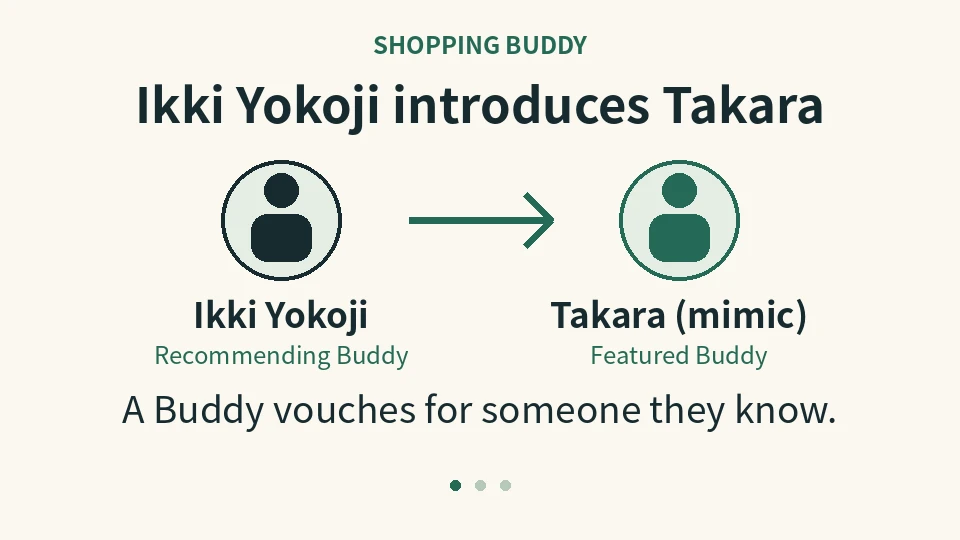 SHOPPING BUDDY
Ikki Yokoji introduces Takara
Ikki Yokoji
Recommending Buddy
Takara (mimic)
Featured Buddy
A Buddy vouches for someone they know.